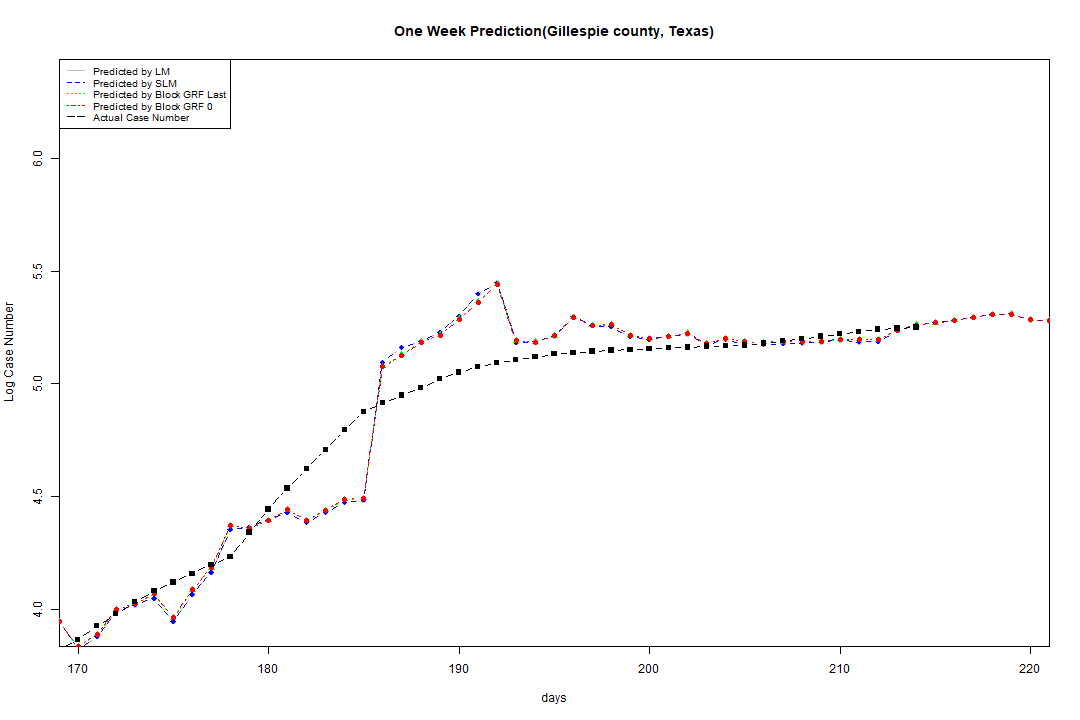 One Week Prediction(Gillespie county, Texas)
Predicted by LM
Predicted by SLM
Predicted by Block GRF Last
Predicted by Block GRF 0
Actual Case Number
6.0
5.5
5.0
4.5
4.0
Log Case Number
170 180 190 200 210 220
days